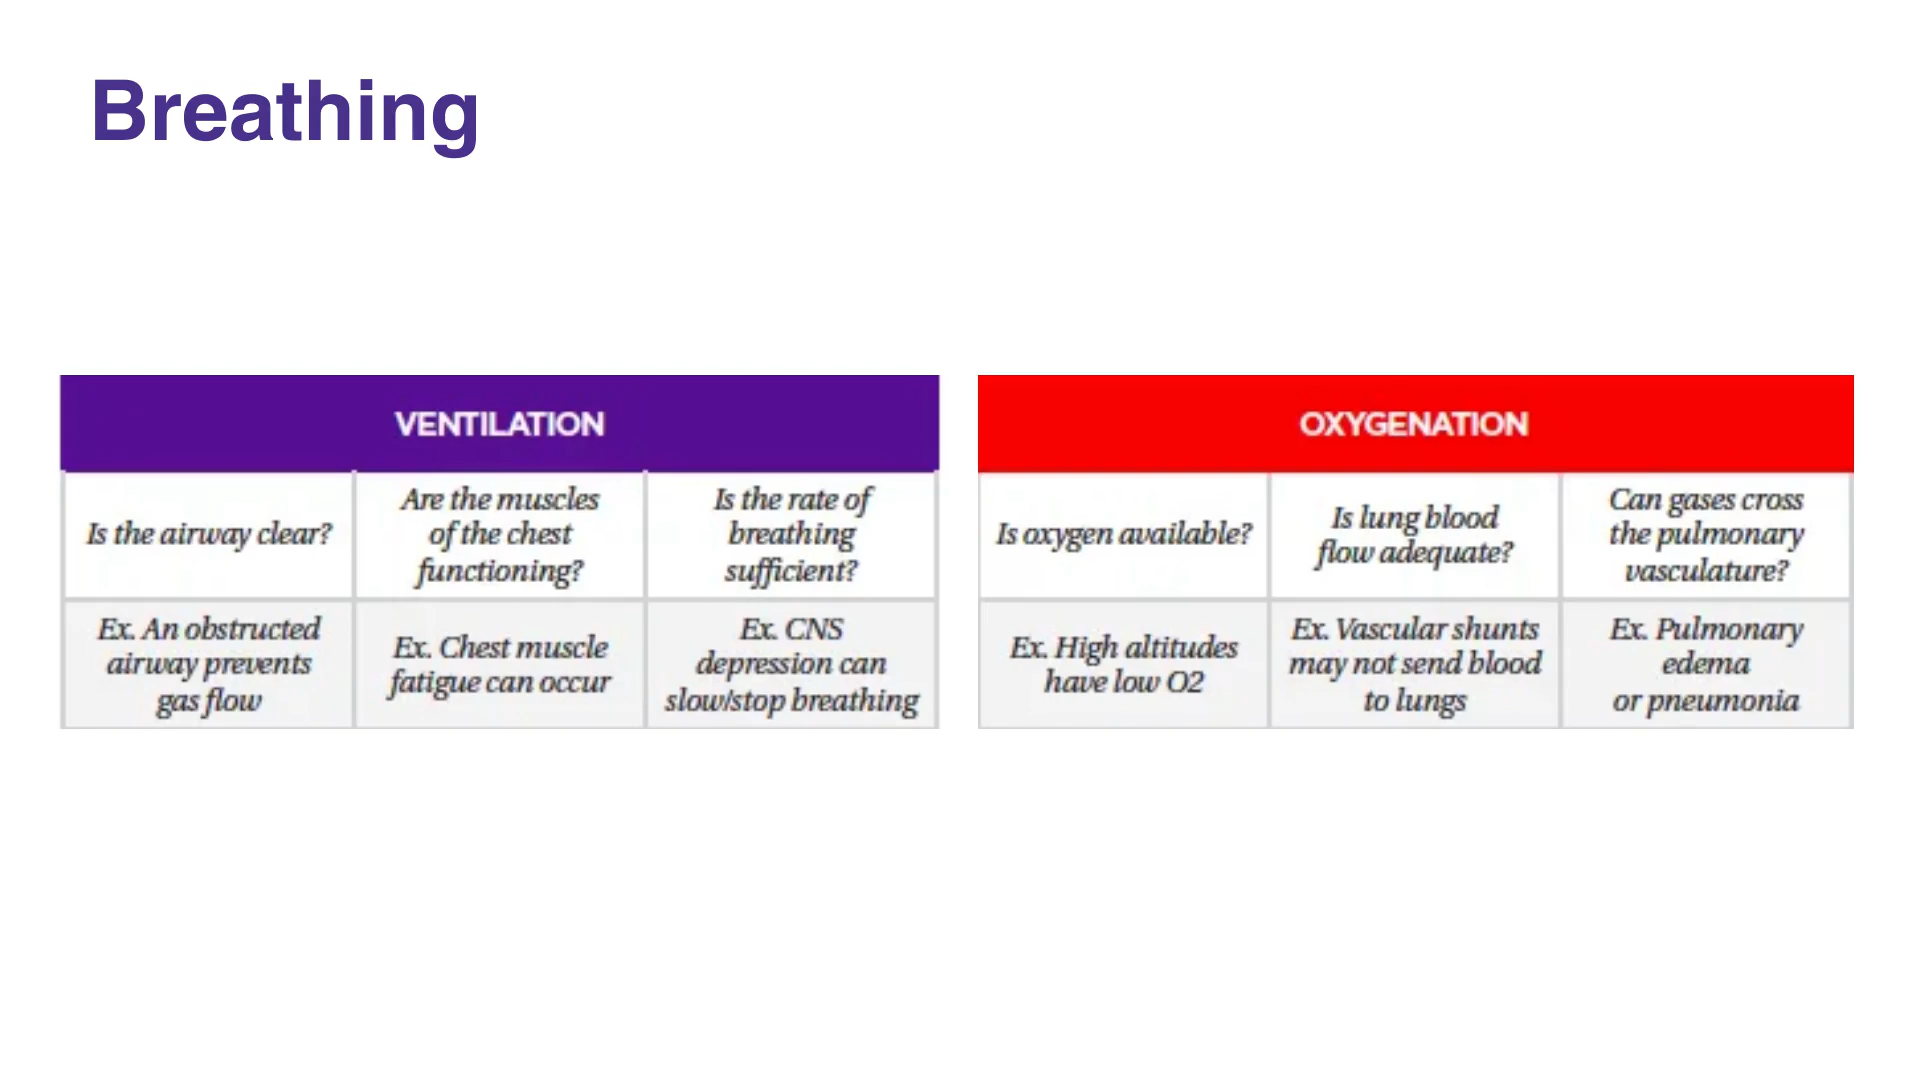 Breathing
VENTILATION
Is the airway clear?
Are the muscles
of the chest
functioning?
Is the rate of
breathing
sufficient?
Ex. An obstructed
airway prevents
gas flow
Ex. Chest muscle
fatigue can occur
Ex. CNS
depression can
slow/stop breathing
OXYGENATION
Is oxygen available?
Is lung blood
flow adequate?
Can gases cross
the pulmonary
vasculature?
Ex. High altitudes
have low O2
Ex. Vascular shunts
may not send blood
to lungs
Ex. Pulmonary
edema
or pneumonia